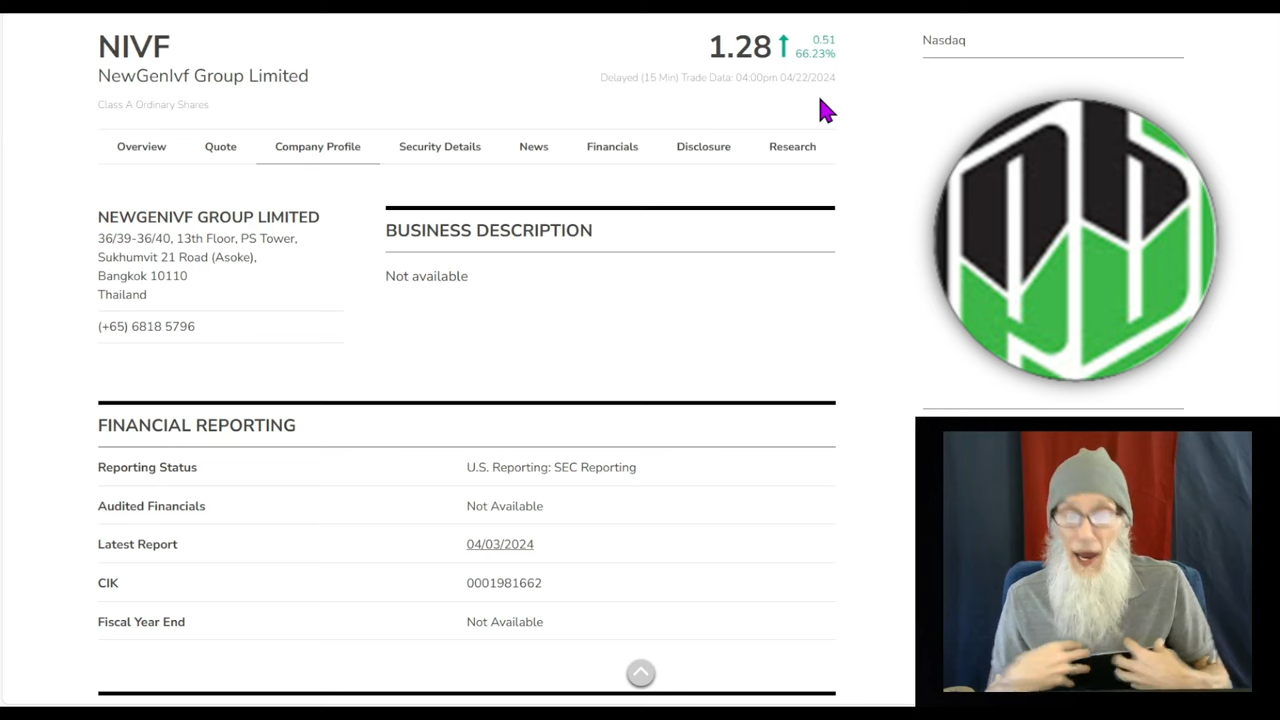 NIVF
1.28
0.51
66.23%
NewGenIvf Group Limited
Delayed (15 Min) Trade Data: 04:00pm 04/22/2024
Class A Ordinary Shares
Nasdaq
Overview Quote Company Profile Security Details News Financials Disclosure Research
NEWGENIVF GROUP LIMITED
36/39-36/40, 13th Floor, PS Tower,
Sukhumvit 21 Road (Asoke),
Bangkok 10110
Thailand
(+65) 6818 5796
BUSINESS DESCRIPTION
Not available
FINANCIAL REPORTING
Reporting Status U.S. Reporting: SEC Reporting
Audited Financials Not Available
Latest Report 04/03/2024
CIK 0001981662
Fiscal Year End Not Available